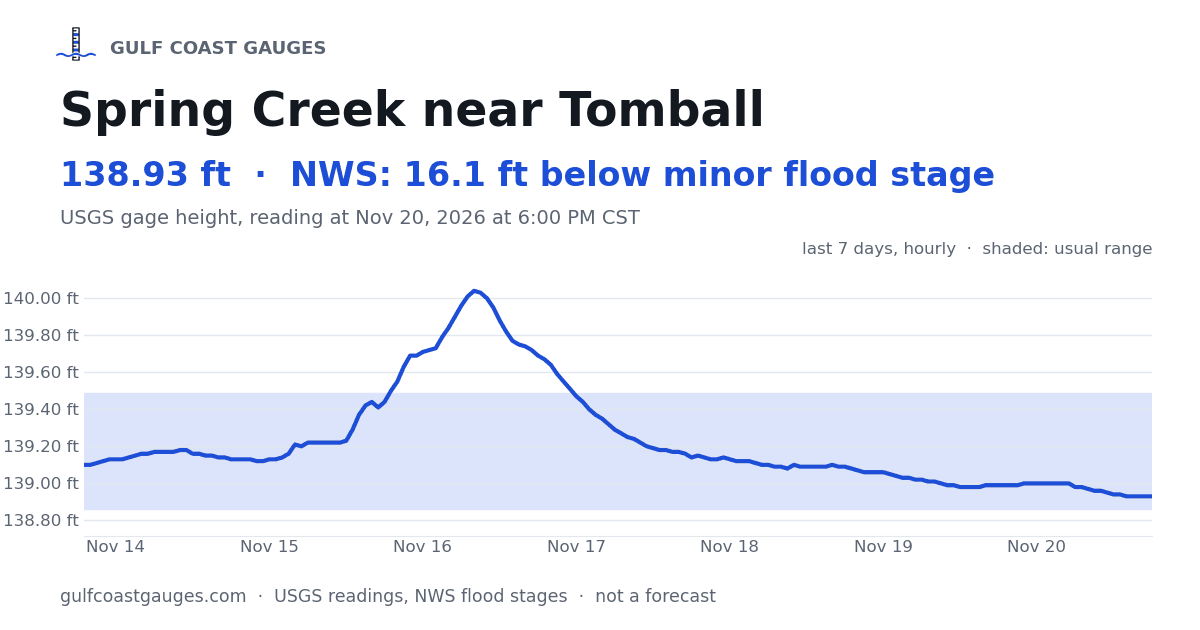 GULF COAST GAUGES
Spring Creek near Tomball
138.93 ft · NWS: 16.1 ft below minor flood stage
USGS gage height, reading at Nov 20, 2026 at 6:00 PM CST
last 7 days, hourly · shaded: usual range
140.00 ft
139.80 ft
139.60 ft
139.40 ft
139.20 ft
139.00 ft
138.80 ft
Nov 14 Nov 15 Nov 16 Nov 17 Nov 18 Nov 19 Nov 20
gulfcoastgauges.com · USGS readings, NWS flood stages · not a forecast